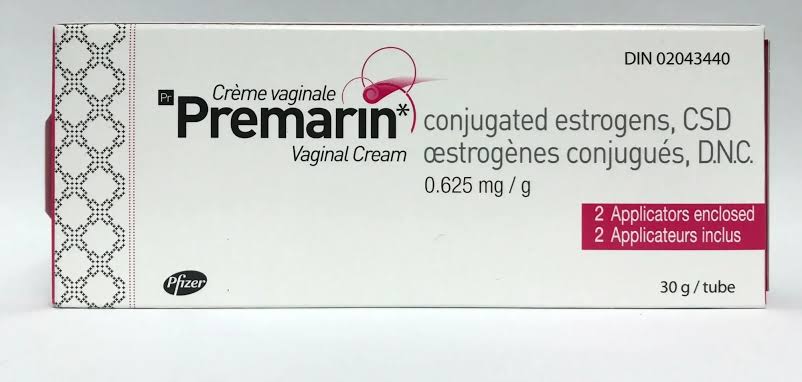 DIN 02043440
Crème vaginale
Pr Premarin*
Vaginal Cream
conjugated estrogens, CSD
œstrogènes conjugués, D.N.C.
0.625 mg / g
2 Applicators enclosed
2 Applicateurs inclus
Pfizer
30 g / tube